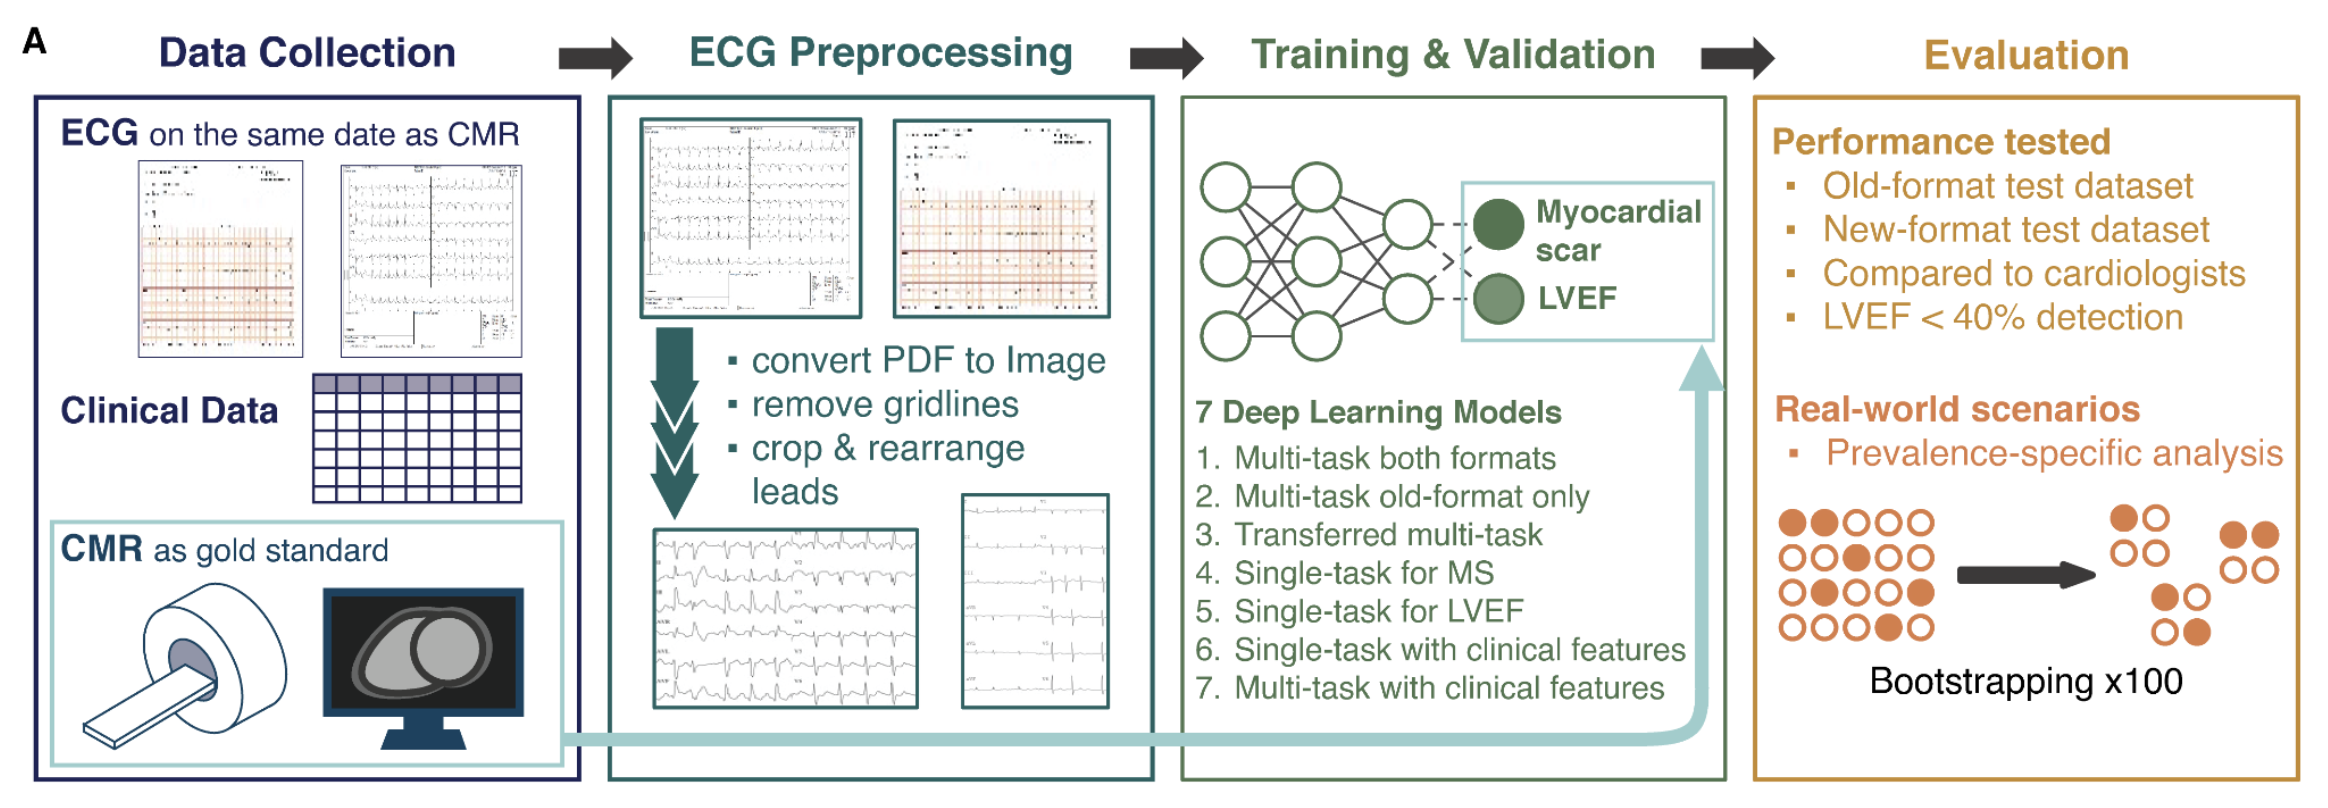 A
Data Collection
ECG Preprocessing
Training & Validation
Evaluation
ECG on the same date as CMR
Clinical Data
CMR as gold standard
▪ convert PDF to Image
▪ remove gridlines
▪ crop & rearrange
leads
Myocardial
scar
LVEF
7 Deep Learning Models
1. Multi-task both formats
2. Multi-task old-format only
3. Transferred multi-task
4. Single-task for MS
5. Single-task for LVEF
6. Single-task with clinical features
7. Multi-task with clinical features
Performance tested
▪ Old-format test dataset
▪ New-format test dataset
▪ Compared to cardiologists
▪ LVEF < 40% detection
Real-world scenarios
▪ Prevalence-specific analysis
Bootstrapping x100